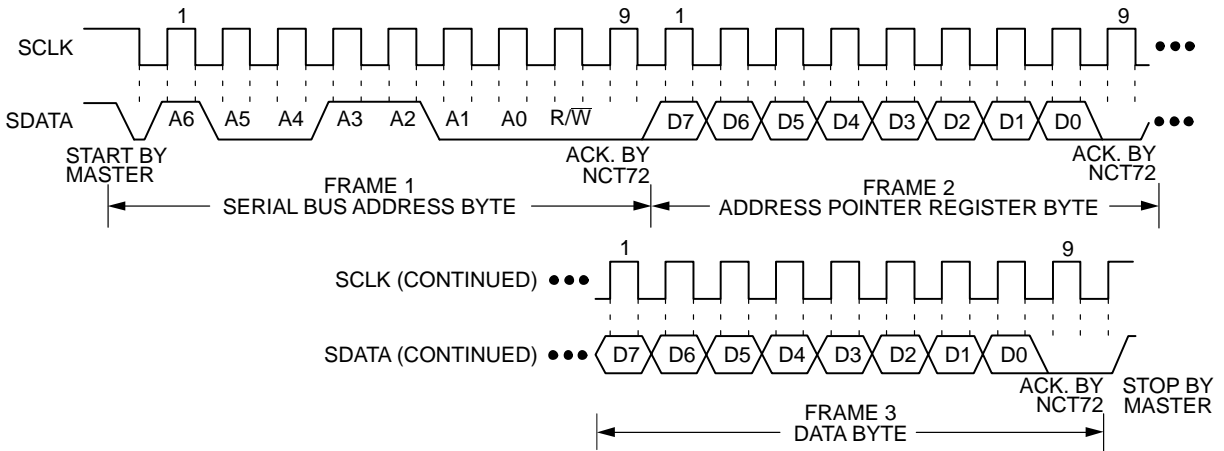 1 9 1 9
SCLK
SDATA A6 A5 A4 A3 A2 A1 A0 R/W̅ D7 D6 D5 D4 D3 D2 D1 D0
START BY
MASTER
ACK. BY
NCT72
ACK. BY
NCT72
FRAME 1
SERIAL BUS ADDRESS BYTE
FRAME 2
ADDRESS POINTER REGISTER BYTE
1 9
SCLK (CONTINUED)
SDATA (CONTINUED) D7 D6 D5 D4 D3 D2 D1 D0
ACK. BY
NCT72
STOP BY
MASTER
FRAME 3
DATA BYTE